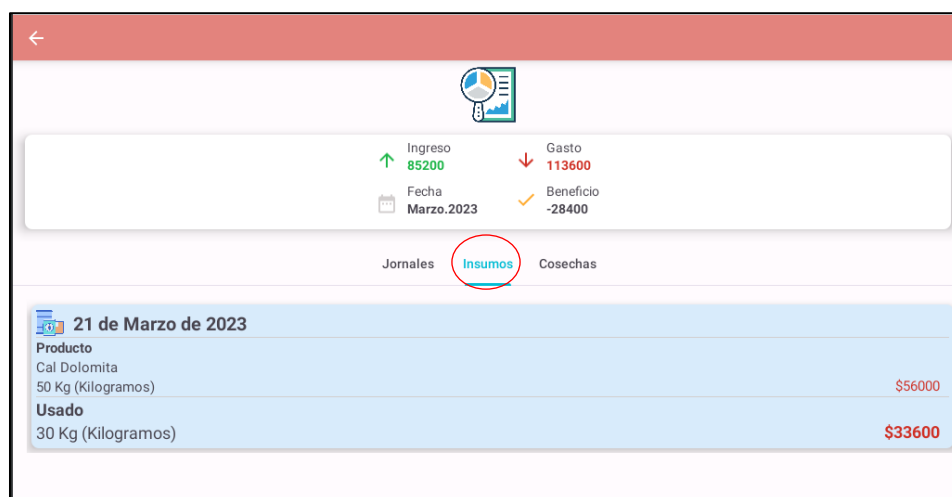 Ingreso
85200
Gasto
113600
Fecha
Marzo.2023
Beneficio
-28400
Jornales Insumos Cosechas
21 de Marzo de 2023
Producto
Cal Dolomita
50 Kg (Kilogramos) $56000
Usado
30 Kg (Kilogramos) $33600